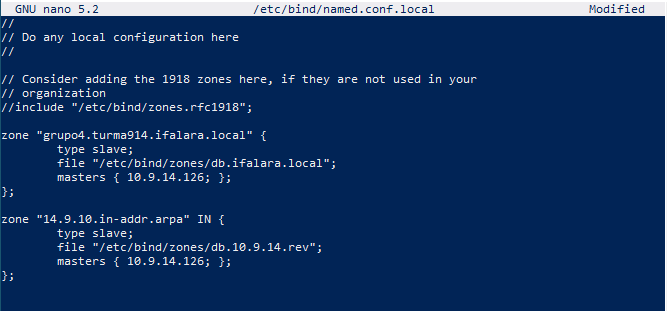 GNU nano 5.2 /etc/bind/named.conf.local Modified
//
// Do any local configuration here
//
// Consider adding the 1918 zones here, if they are not used in your
// organization
//include "/etc/bind/zones.rfc1918";
zone "grupo4.turma914.ifalara.local" {
type slave;
file "/etc/bind/zones/db.ifalara.local";
masters { 10.9.14.126; };
};
zone "14.9.10.in-addr.arpa" IN {
type slave;
file "/etc/bind/zones/db.10.9.14.rev";
masters { 10.9.14.126; };
};